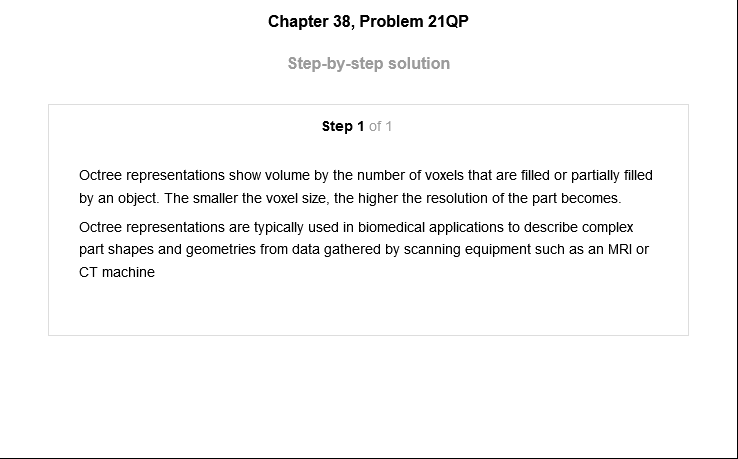 Chapter 38, Problem 21QP
Step-by-step solution
Step 1 of 1
Octree representations show volume by the number of voxels that are filled or partially filled
by an object. The smaller the voxel size, the higher the resolution of the part becomes.
Octree representations are typically used in biomedical applications to describe complex
part shapes and geometries from data gathered by scanning equipment such as an MRI or
CT machine